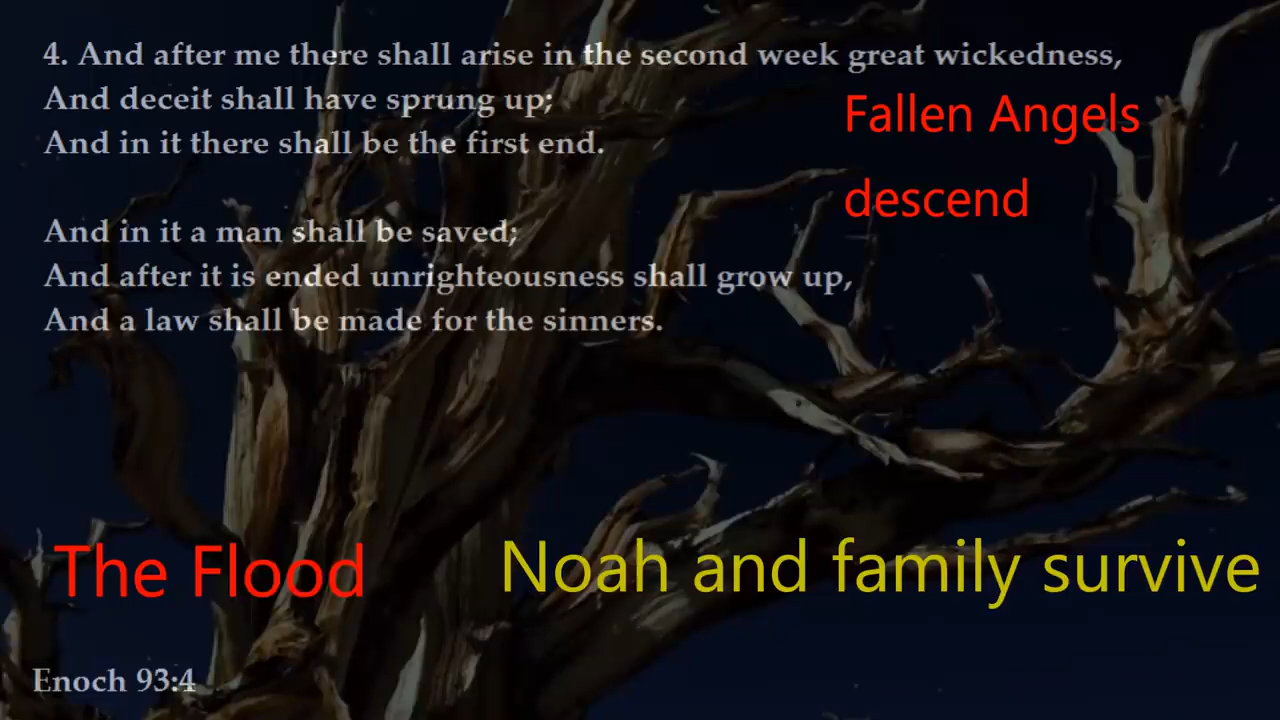 4. And after me there shall arise in the second week great wickedness,
And deceit shall have sprung up;
And in it there shall be the first end.
Fallen Angels
descend
And in it a man shall be saved;
And after it is ended unrighteousness shall grow up,
And a law shall be made for the sinners.
The Flood
Noah and family survive
Enoch 93:4